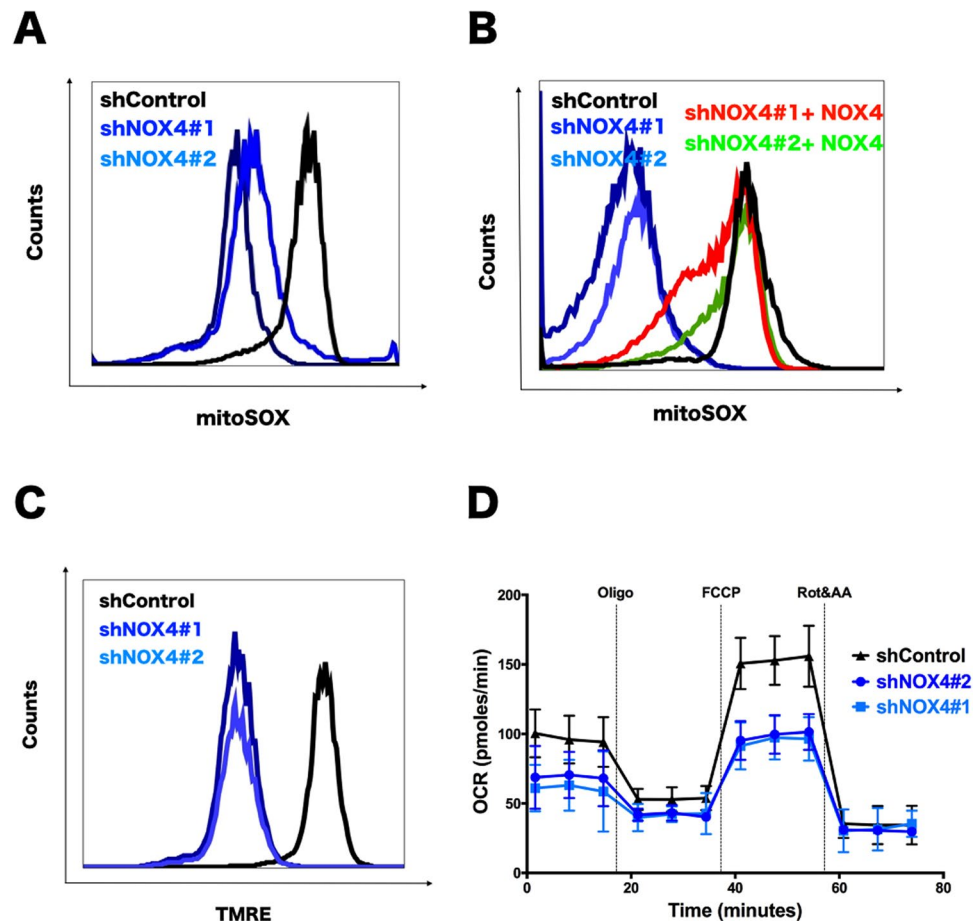 A
shControl
shNOX4#1
shNOX4#2
Counts
mitoSOX
B
shControl
shNOX4#1
shNOX4#2
shNOX4#1+ NOX4
shNOX4#2+ NOX4
Counts
mitoSOX
C
shControl
shNOX4#1
shNOX4#2
Counts
TMRE
D
Oligo
FCCP
Rot&AA
200
150
100
50
0
OCR (pmoles/min)
0 20 40 60 80
Time (minutes)
shControl
shNOX4#2
shNOX4#1